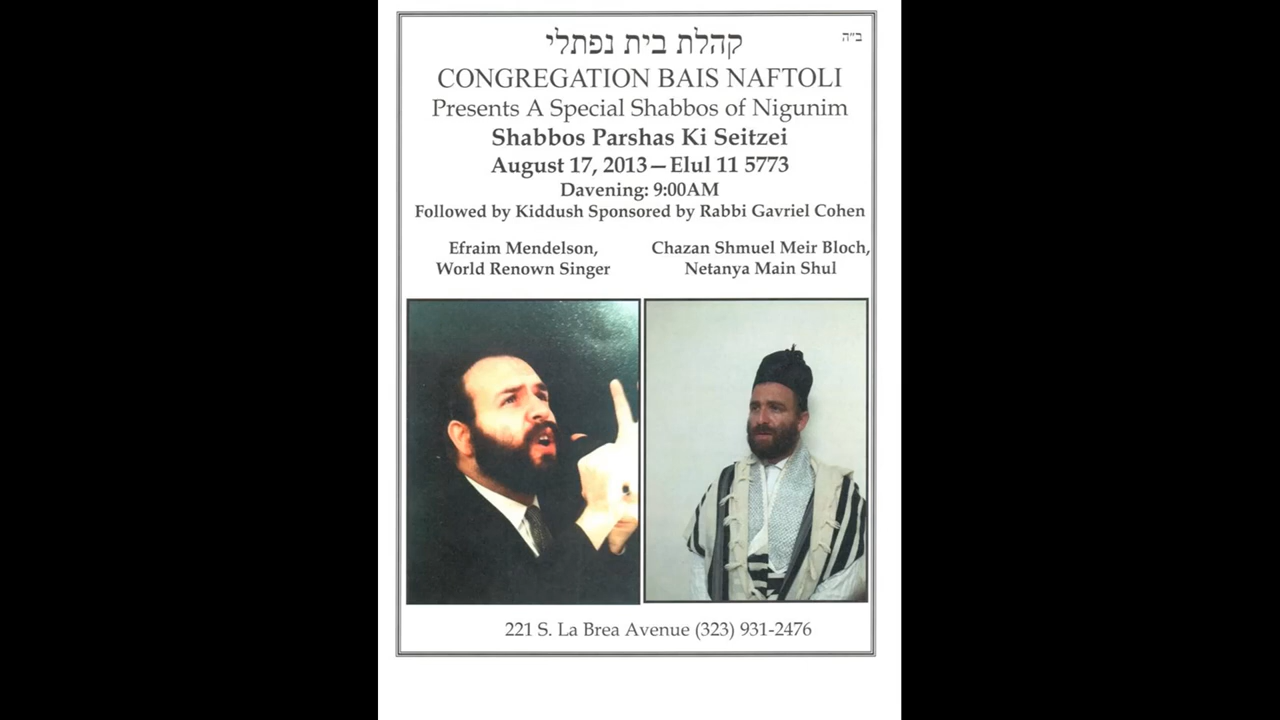 ב״ה
קהלת בית נפתלי
CONGREGATION BAIS NAFTOLI
Presents A Special Shabbos of Nigunim
Shabbos Parshas Ki Seitzei
August 17, 2013—Elul 11 5773
Davening: 9:00AM
Followed by Kiddush Sponsored by Rabbi Gavriel Cohen
Efraim Mendelson,
World Renown Singer
Chazan Shmuel Meir Bloch,
Netanya Main Shul
221 S. La Brea Avenue (323) 931-2476